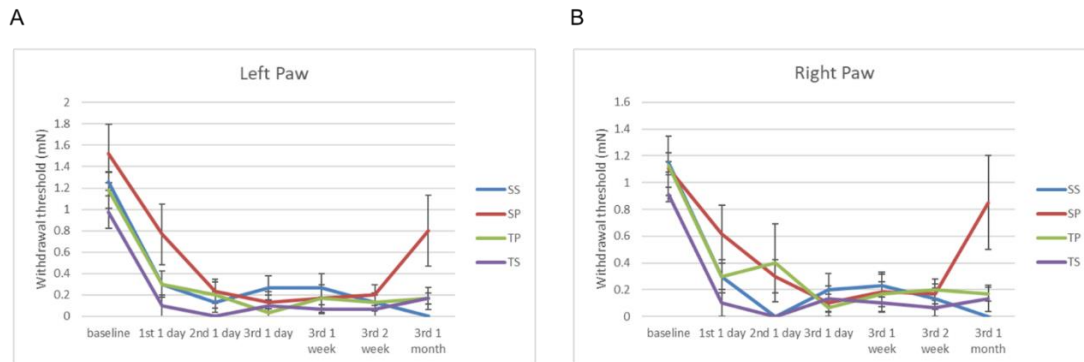 A
B
Left Paw
Withdrawal threshold (mN)
2
1.8
1.6
1.4
1.2
1
0.8
0.6
0.4
0.2
0
baseline 1st 1 day 2nd 1 day 3rd 1 day 3rd 1 3rd 2 3rd 1
week week month
SS
SP
TP
TS
Right Paw
Withdrawal threshold (mN)
1.6
1.4
1.2
1
0.8
0.6
0.4
0.2
0
baseline 1st 1 day 2nd 1 day 3rd 1 day 3rd 1 3rd 2 3rd 1
week week month
SS
SP
TP
TS